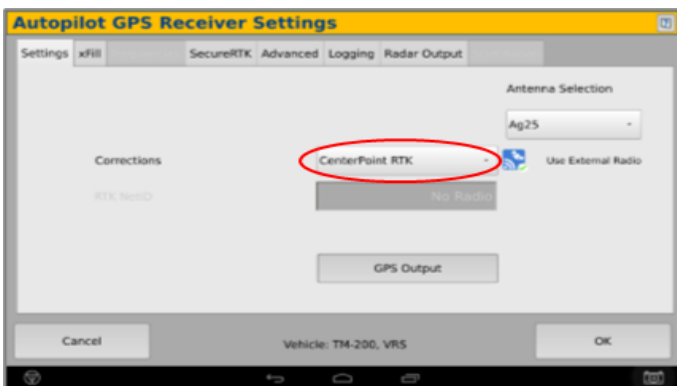 Autopilot GPS Receiver Settings
Settings xFill SecureRTK Advanced Logging Radar Output
Antenna Selection
Ag25
Corrections CenterPoint RTK Use External Radio
RTK NetID No Radio
GPS Output
Cancel Vehicle: TM-200, VRS OK